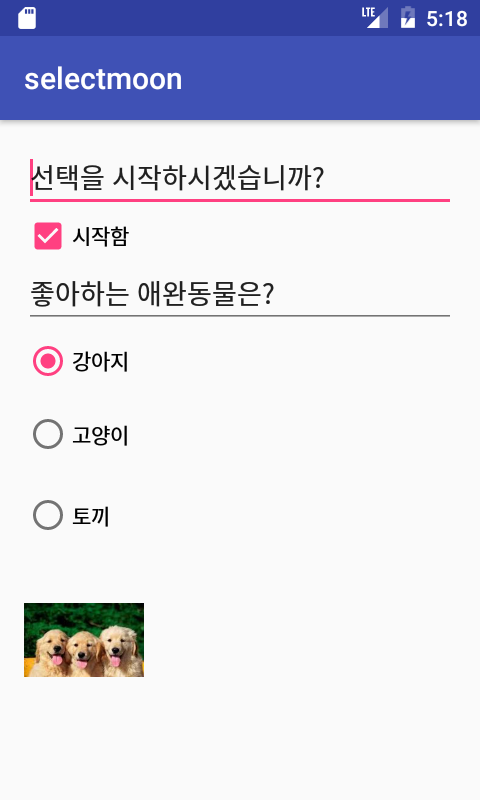 LTE 5:18
selectmoon
선택을 시작하시겠습니까?
시작함
좋아하는 애완동물은?
강아지
고양이
토끼